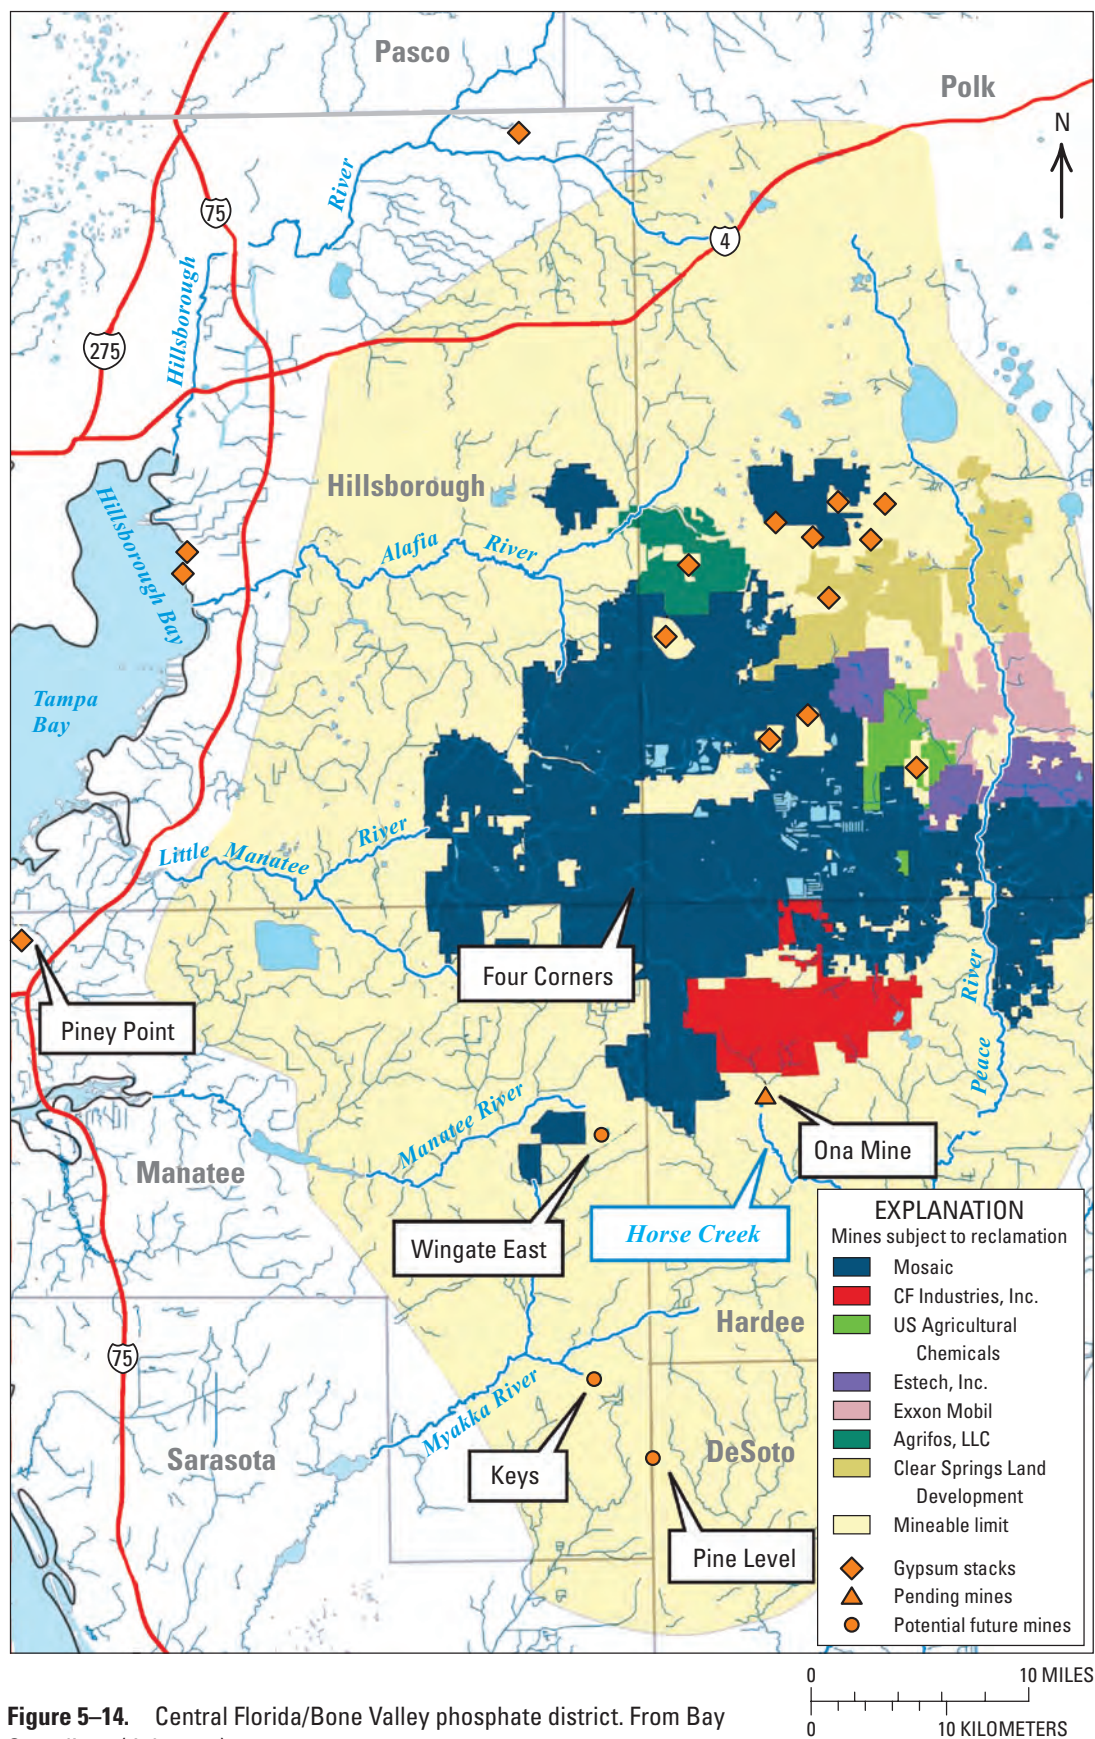 Pasco
Polk
N
River
75
4
Hillsborough
275
Hillsborough
Hillsborough Bay
Alafia River
Tampa
Bay
River
Little Manatee
Four Corners
River
Piney Point
Peace
Manatee River
Ona Mine
Manatee
Horse Creek
Wingate East
Hardee
75
Myakka River
Sarasota
DeSoto
Keys
Pine Level
EXPLANATION
Mines subject to reclamation
Mosaic
CF Industries, Inc.
US Agricultural
Chemicals
Estech, Inc.
Exxon Mobil
Agrifos, LLC
Clear Springs Land
Development
Mineable limit
Gypsum stacks
Pending mines
Potential future mines
0 10 MILES
0 10 KILOMETERS
Figure 5–14. Central Florida/Bone Valley phosphate district. From Bay